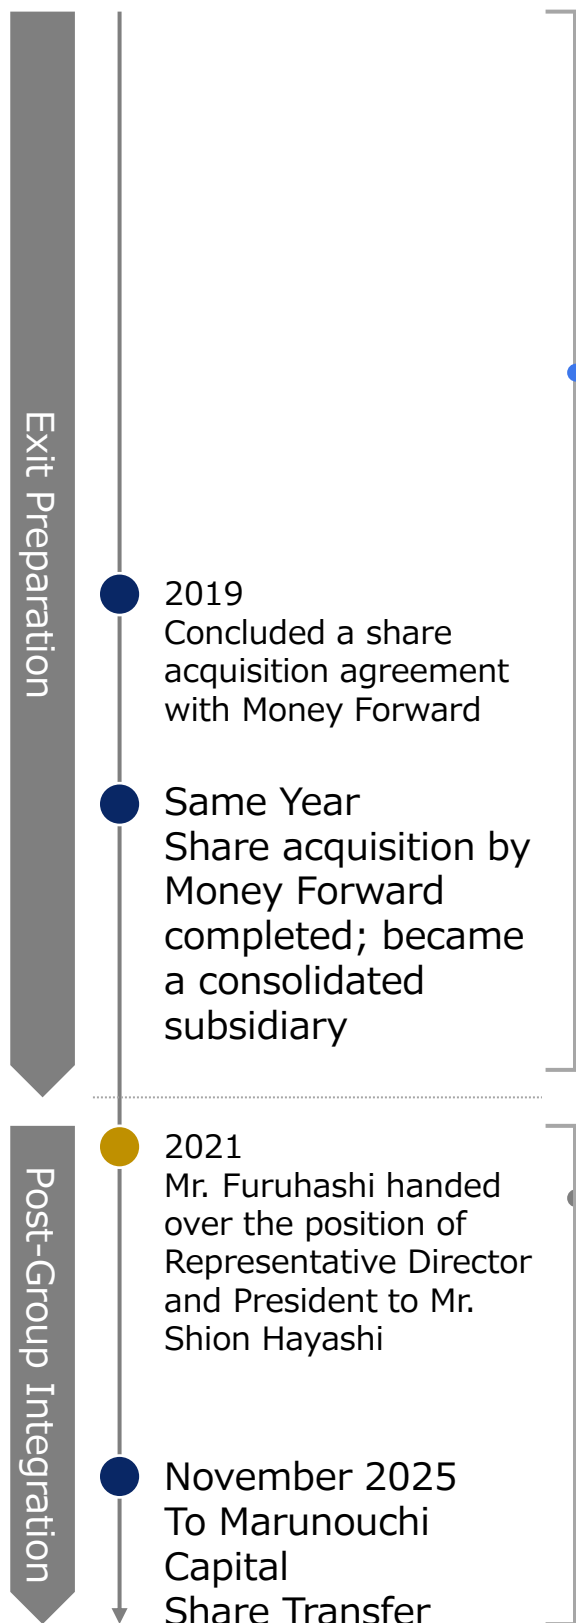 Exit Preparation
2019
Concluded a share
acquisition agreement
with Money Forward
Same Year
Share acquisition by
Money Forward
completed; became
a consolidated
subsidiary
Post-Group Integration
2021
Mr. Furuhashi handed
over the position of
Representative Director
and President to Mr.
Shion Hayashi
November 2025
To Marunouchi
Capital
Share Transfer